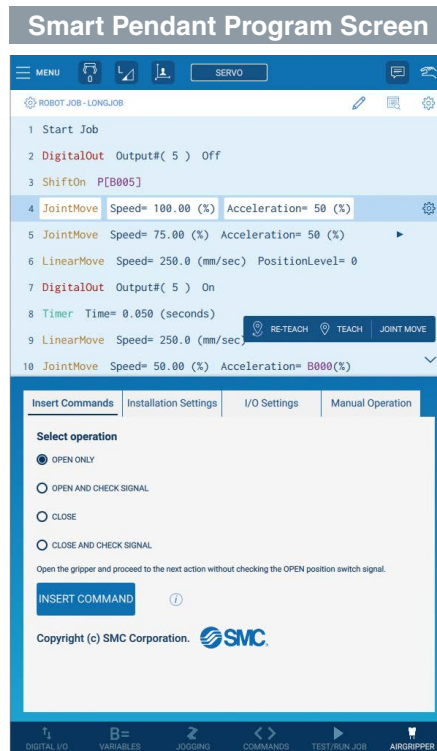 Smart Pendant Program Screen
MENU 0 SERVO
ROBOT JOB - LONGJOB
1 Start Job
2 DigitalOut Output#( 5 ) Off
3 ShiftOn P[B005]
4 JointMove Speed= 100.00 (%) Acceleration= 50 (%)
5 JointMove Speed= 75.00 (%) Acceleration= 50 (%)
6 LinearMove Speed= 250.0 (mm/sec) PositionLevel= 0
7 DigitalOut Output#( 5 ) On
8 Timer Time= 0.050 (seconds)
RE-TEACH TEACH JOINT MOVE
9 LinearMove Speed= 250.0 (mm/sec)
10 JointMove Speed= 50.00 (%) Acceleration= B000(%)
Insert Commands Installation Settings I/O Settings Manual Operation
Select operation
OPEN ONLY
OPEN AND CHECK SIGNAL
CLOSE
CLOSE AND CHECK SIGNAL
Open the gripper and proceed to the next action without checking the OPEN position switch signal.
INSERT COMMAND i
Copyright (c) SMC Corporation. SMC.
DIGITAL I/O VARIABLES JOGGING COMMANDS TEST/RUN JOB AIRGRIPPER